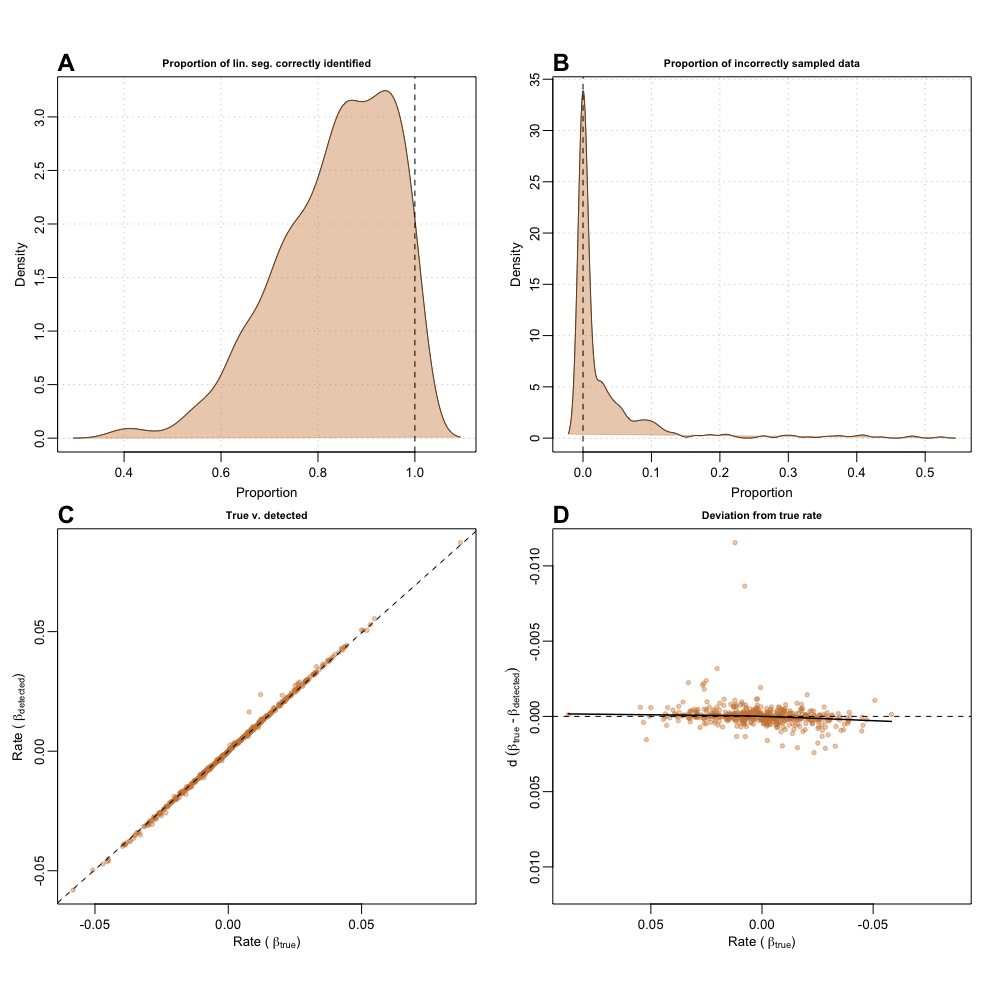 A
Proportion of lin. seg. correctly identified
Density
0.0 0.5 1.0 1.5 2.0 2.5 3.0
0.4 0.6 0.8 1.0
Proportion
B
Proportion of incorrectly sampled data
Density
0 5 10 15 20 25 30 35
0.0 0.1 0.2 0.3 0.4 0.5
Proportion
C
True v. detected
Rate ( βdetected)
-0.05 0.00 0.05
-0.05 0.00 0.05
Rate ( βtrue)
D
Deviation from true rate
d (βtrue - βdetected)
-0.010 -0.005 0.000 0.005 0.010
0.05 0.00 -0.05
Rate ( βtrue)